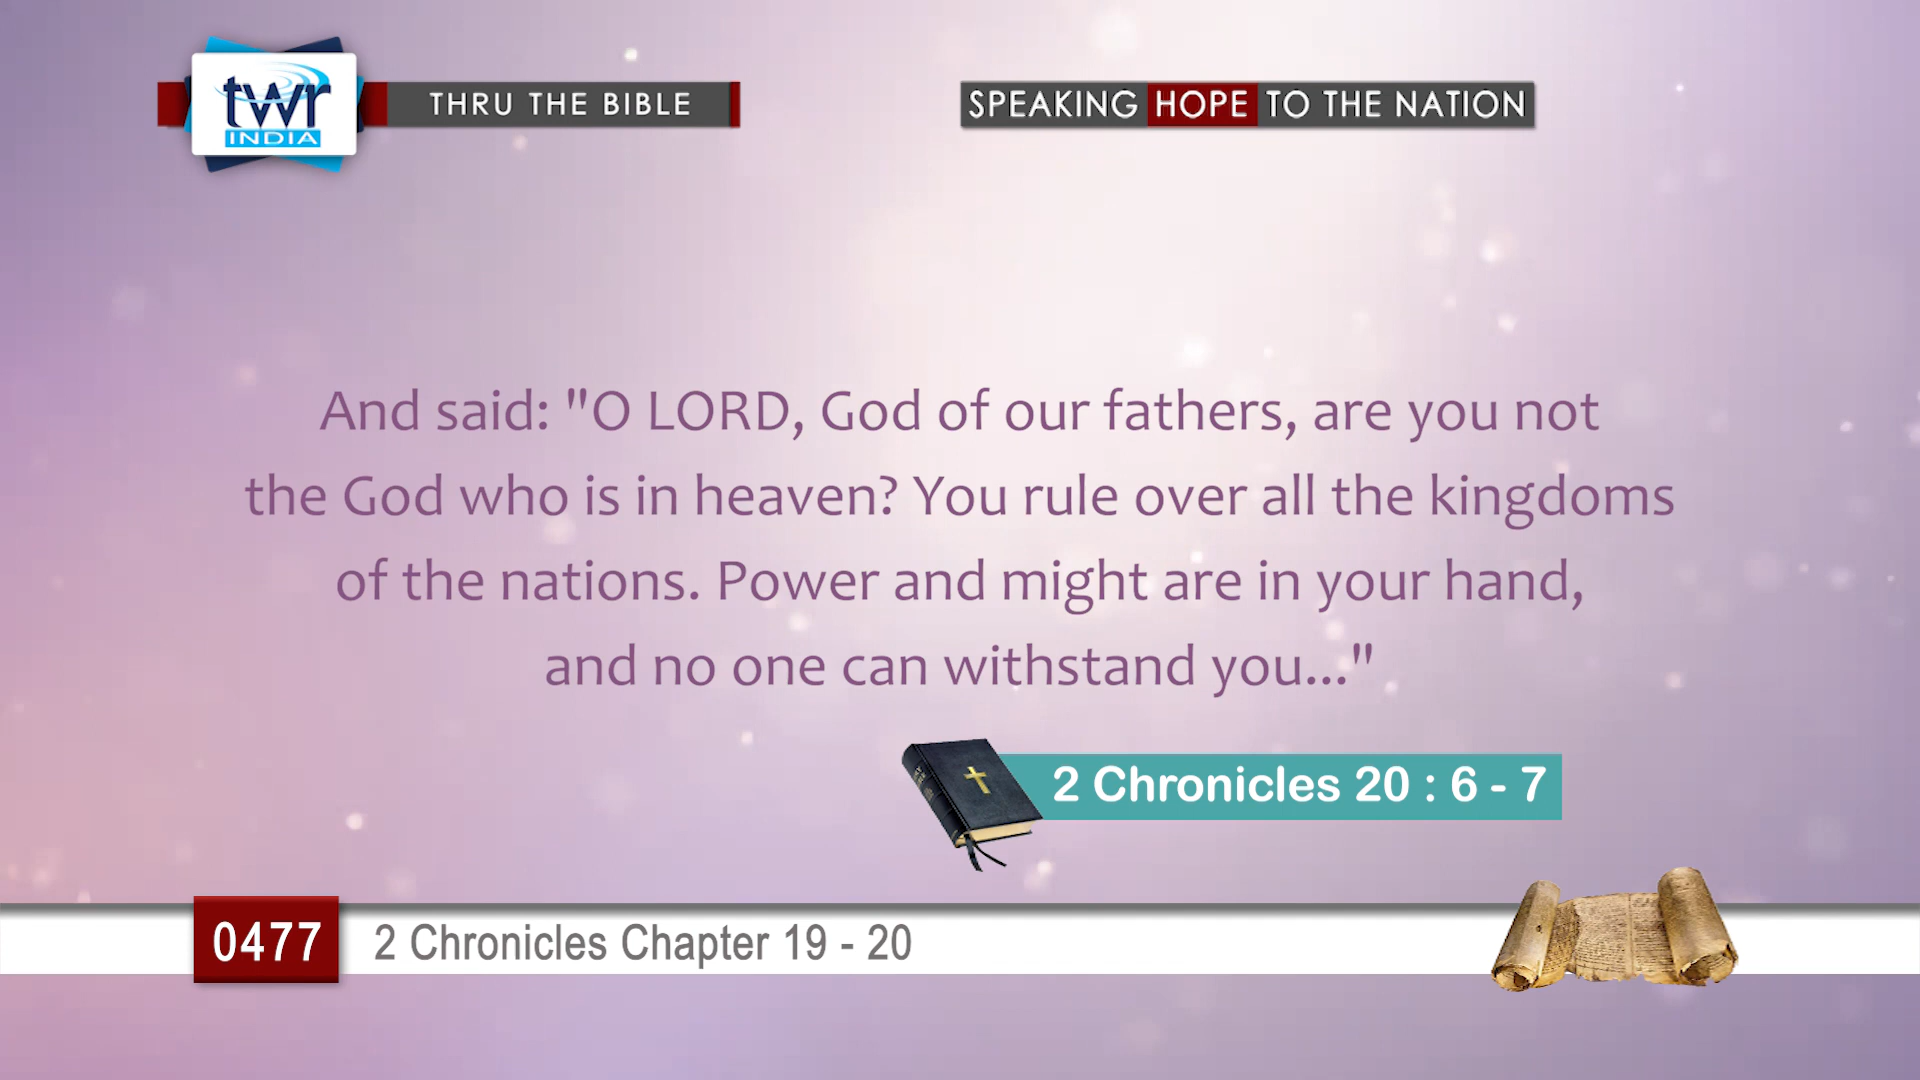 twr
INDIA
THRU THE BIBLE
SPEAKING HOPE TO THE NATION
And said: "O LORD, God of our fathers, are you not
the God who is in heaven? You rule over all the kingdoms
of the nations. Power and might are in your hand,
and no one can withstand you..."
2 Chronicles 20 : 6 - 7
0477
2 Chronicles Chapter 19 - 20